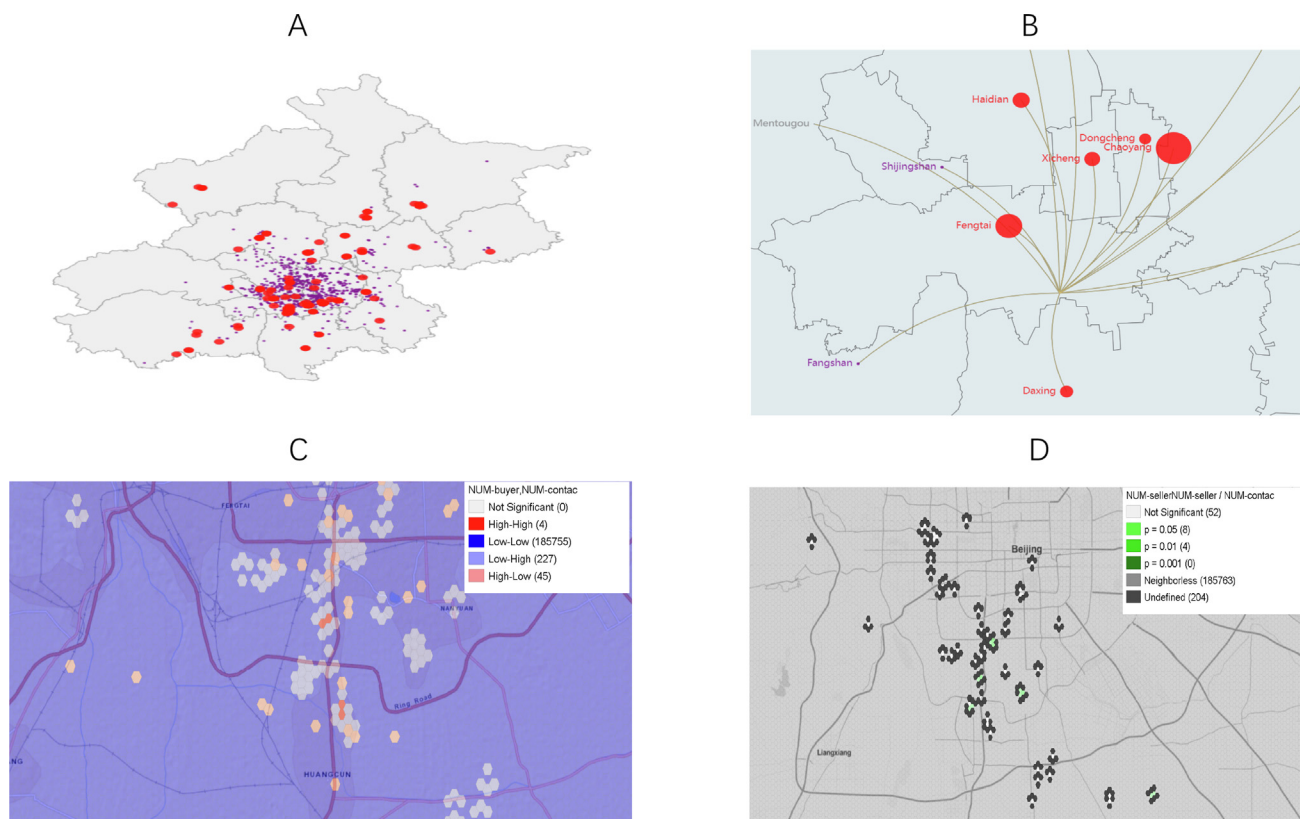 A
B
Haidian
Mentougou
Dongcheng
Chaoyang
Xicheng
Shijingshan
Fengtai
Fangshan
Daxing
C
NUM-buyer,NUM-contac
Not Significant (0)
High-High (4)
Low-Low (185755)
Low-High (227)
High-Low (45)
FENGTAI
NANYUAN
Ring Road
NG
HUANGCUN
D
NUM-sellerNUM-seller / NUM-contac
Not Significant (52)
p = 0.05 (8)
p = 0.01 (4)
p = 0.001 (0)
Neighborless (185763)
Undefined (204)
Beijing
Liangxiang